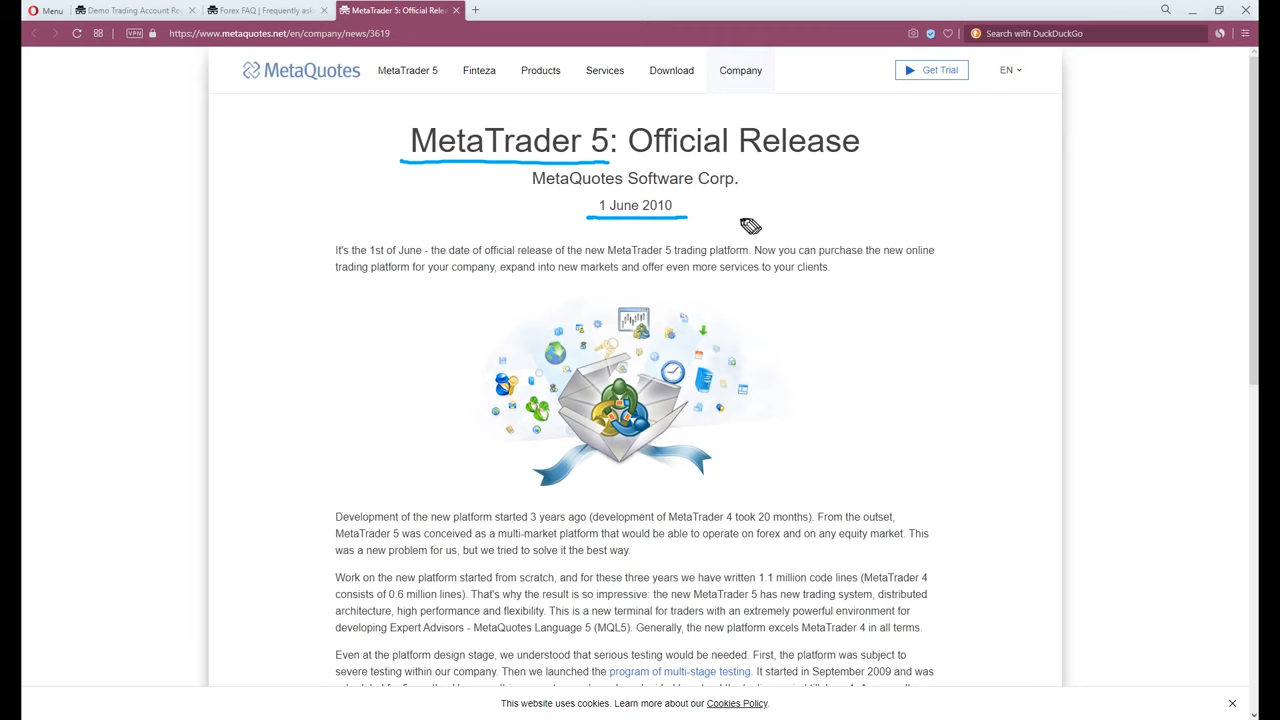 Menu
Demo Trading Account Re
Forex FAQ | Frequently aske
MetaTrader 5: Official Rele
VPN
https://www.metaquotes.net/en/company/news/3619
Search with DuckDuckGo
MetaQuotes
MetaTrader 5
Finteza
Products
Services
Download
Company
Get Trial
EN
MetaTrader 5: Official Release
MetaQuotes Software Corp.
1 June 2010
It's the 1st of June - the date of official release of the new MetaTrader 5 trading platform. Now you can purchase the new online
trading platform for your company, expand into new markets and offer even more services to your clients.
Development of the new platform started 3 years ago (development of MetaTrader 4 took 20 months). From the outset,
MetaTrader 5 was conceived as a multi-market platform that would be able to operate on forex and on any equity market. This
was a new problem for us, but we tried to solve it the best way.
Work on the new platform started from scratch, and for these three years we have written 1.1 million code lines (MetaTrader 4
consists of 0.6 million lines). That's why the result is so impressive: the new MetaTrader 5 has new trading system, distributed
architecture, high performance and flexibility. This is a new terminal for traders with an extremely powerful environment for
developing Expert Advisors - MetaQuotes Language 5 (MQL5). Generally, the new platform excels MetaTrader 4 in all terms.
Even at the platform design stage, we understood that serious testing would be needed. First, the platform was subject to
severe testing within our company. Then we launched the program of multi-stage testing. It started in September 2009 and was
This website uses cookies. Learn more about our Cookies Policy.